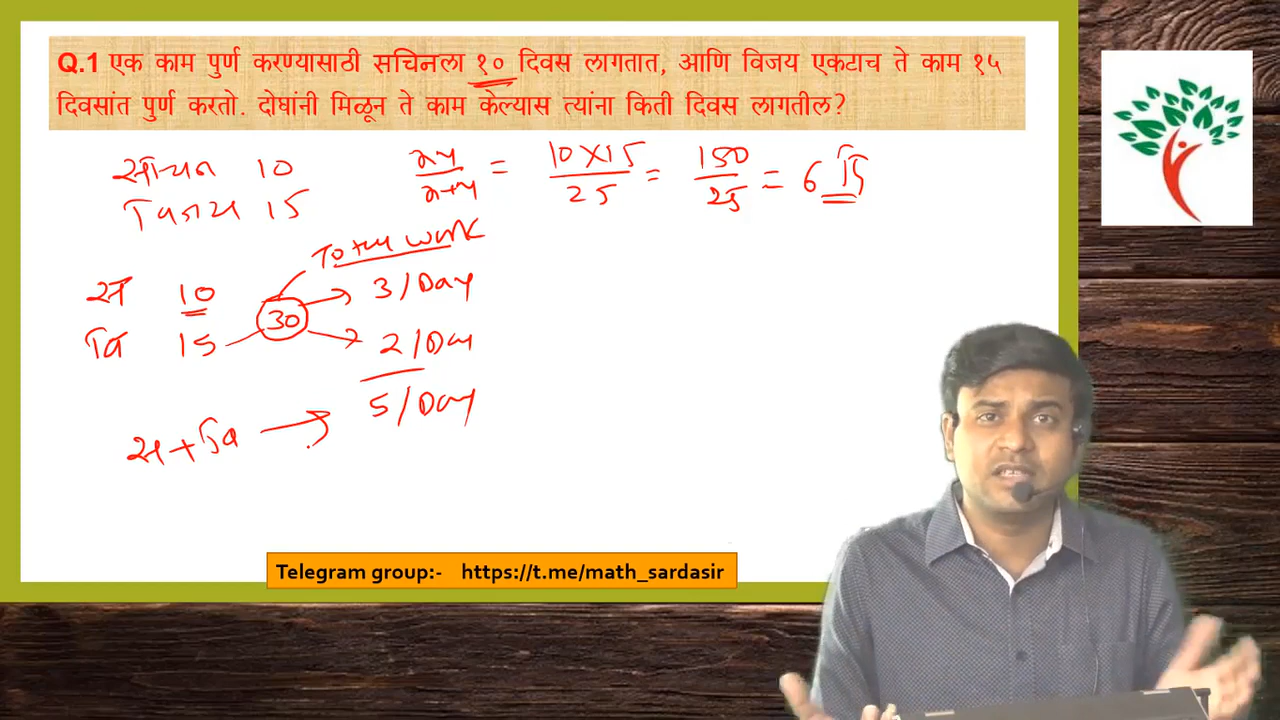 Q.1 एक काम पुर्ण करण्यासाठी सचिनला १० दिवस लागतात, आणि विजय एकटाच ते काम १५
दिवसांत पुर्ण करतो. दोघांनी मिळून ते काम केल्यास त्यांना किती दिवस लागतील?
सचिन 10
विजय 15
xy / x+y = 10 X 15 / 25 = 150 / 25 = 6 दि
Total work
स 10
30
3/Day
वि 15
2/Day
5/Day
स + वि →
Telegram group:- https://t.me/math_sardasir